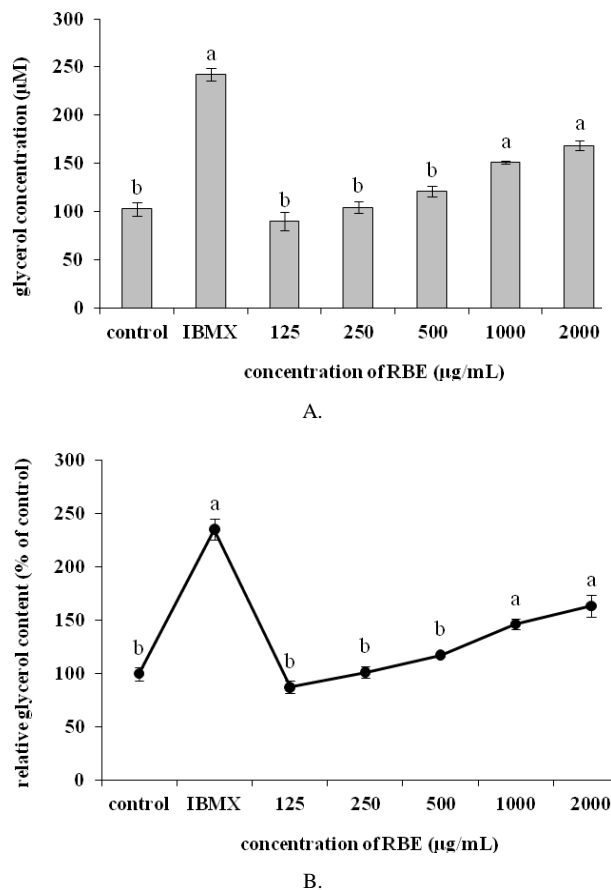 300
250
200
150
100
50
0
glycerol concentration (µM)
b
a
b
b
b
a
a
control IBMX 125 250 500 1000 2000
concentration of RBE (µg/mL)
A.
300
250
200
150
100
50
0
relative glycerol content (% of control)
b
a
b
b
b
a
a
control IBMX 125 250 500 1000 2000
concentration of RBE (µg/mL)
B.